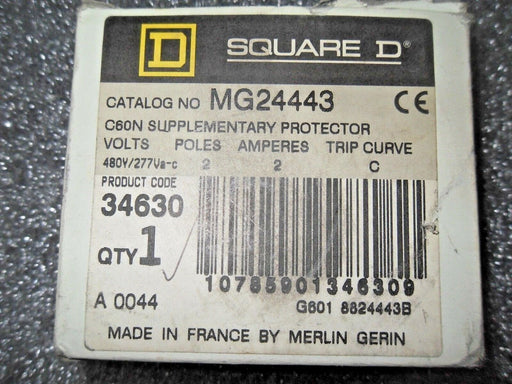 D SQUARE D®
CATALOG NO MG24443 CE
C60N SUPPLEMENTARY PROTECTOR
VOLTS POLES AMPERES TRIP CURVE
480Y/277Va-c 2 2 C
PRODUCT CODE
34630
QTY 1
10785901346309
A 0044 G601 8824443B
MADE IN FRANCE BY MERLIN GERIN